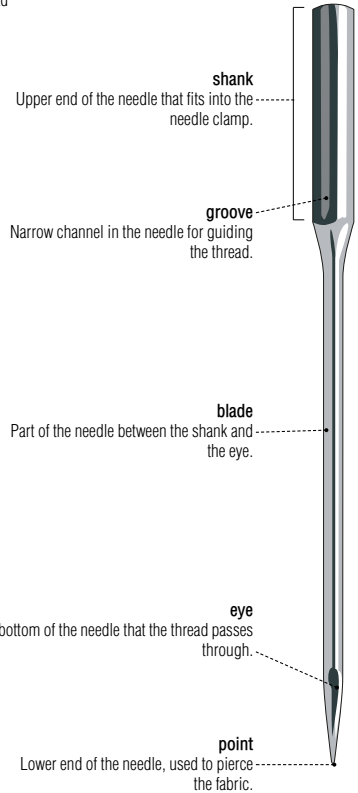 shank
Upper end of the needle that fits into the
needle clamp.
groove
Narrow channel in the needle for guiding
the thread.
blade
Part of the needle between the shank and
the eye.
eye
bottom of the needle that the thread passes
through.
point
Lower end of the needle, used to pierce
the fabric.